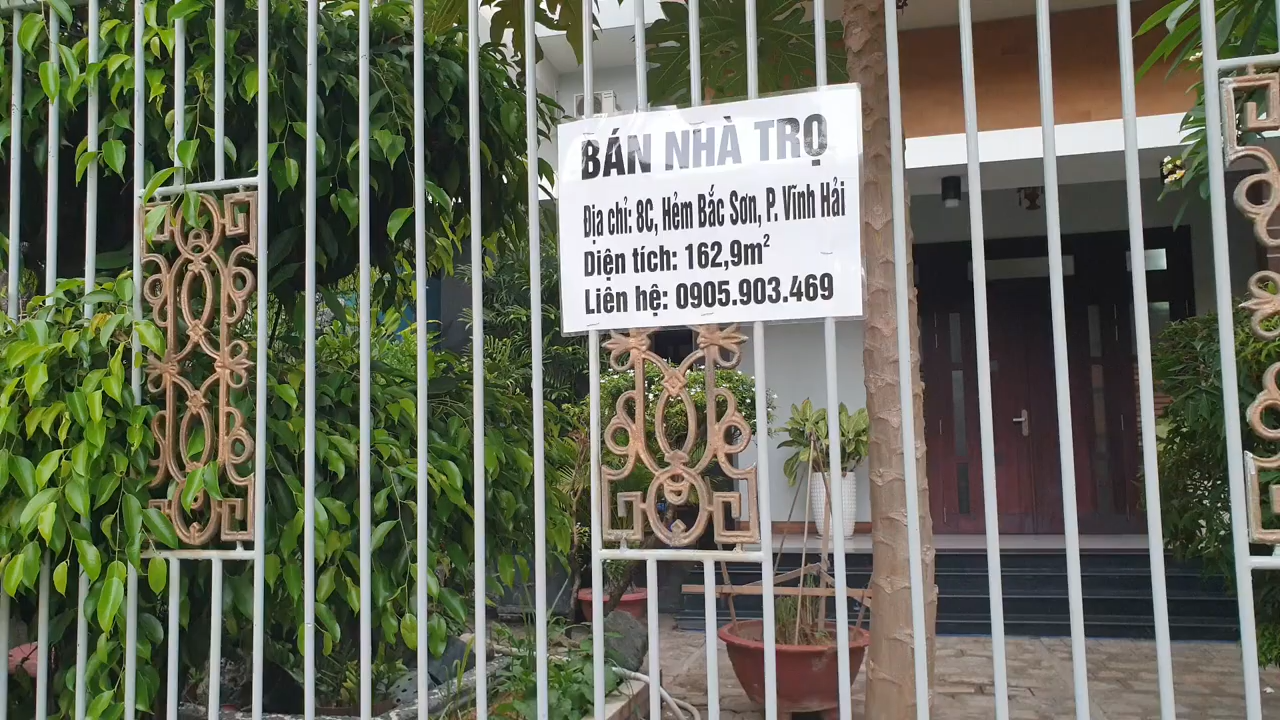 BÁN NHÀ TRỌ
Địa chỉ: 8C, Hẻm Bắc Sơn, P. Vĩnh Hải
Diện tích: 162,9m²
Liên hệ: 0905.903.469